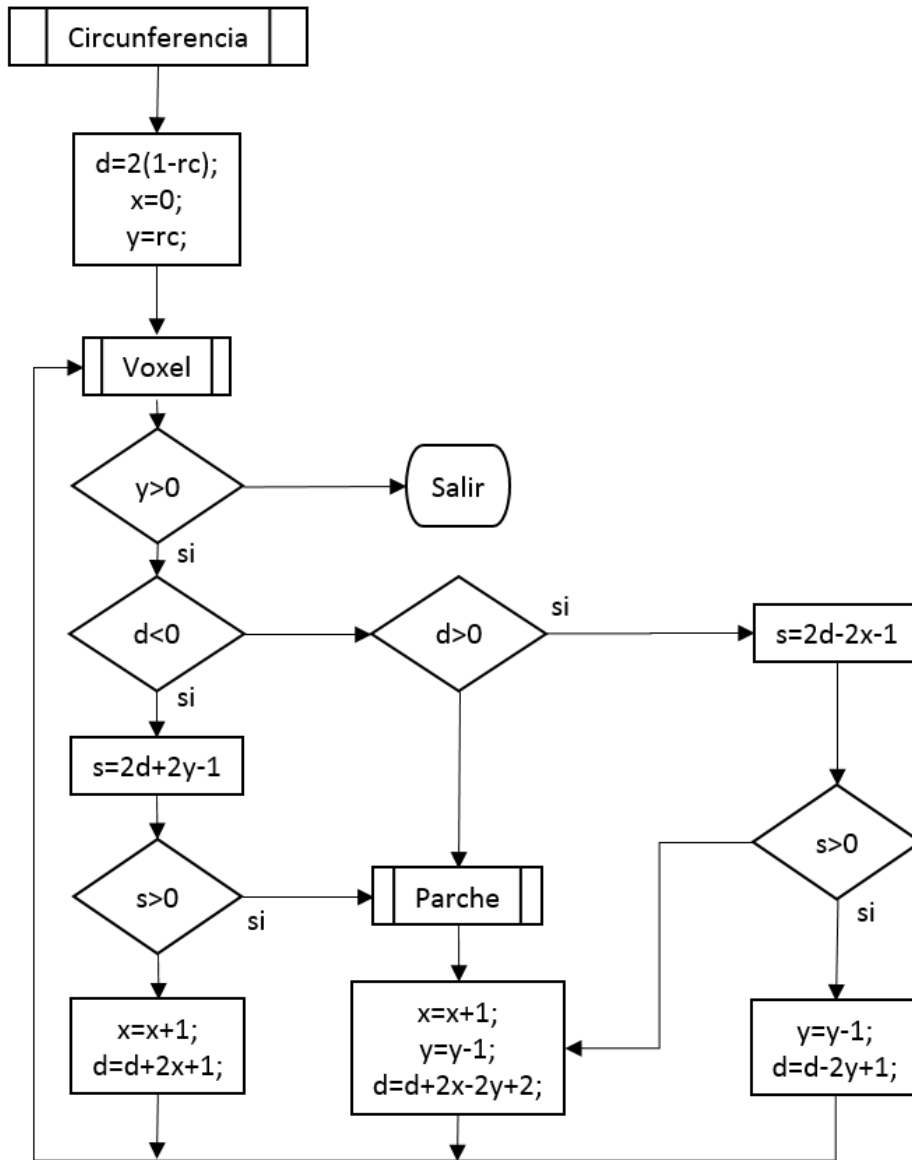 Circunferencia
d=2(1-rc);
x=0;
y=rc;
Voxel
y>0
Salir
si
d<0
d>0
si
s=2d-2x-1
si
s=2d+2y-1
s>0
si
Parche
s>0
si
x=x+1;
d=d+2x+1;
x=x+1;
y=y-1;
d=d+2x-2y+2;
y=y-1;
d=d-2y+1;